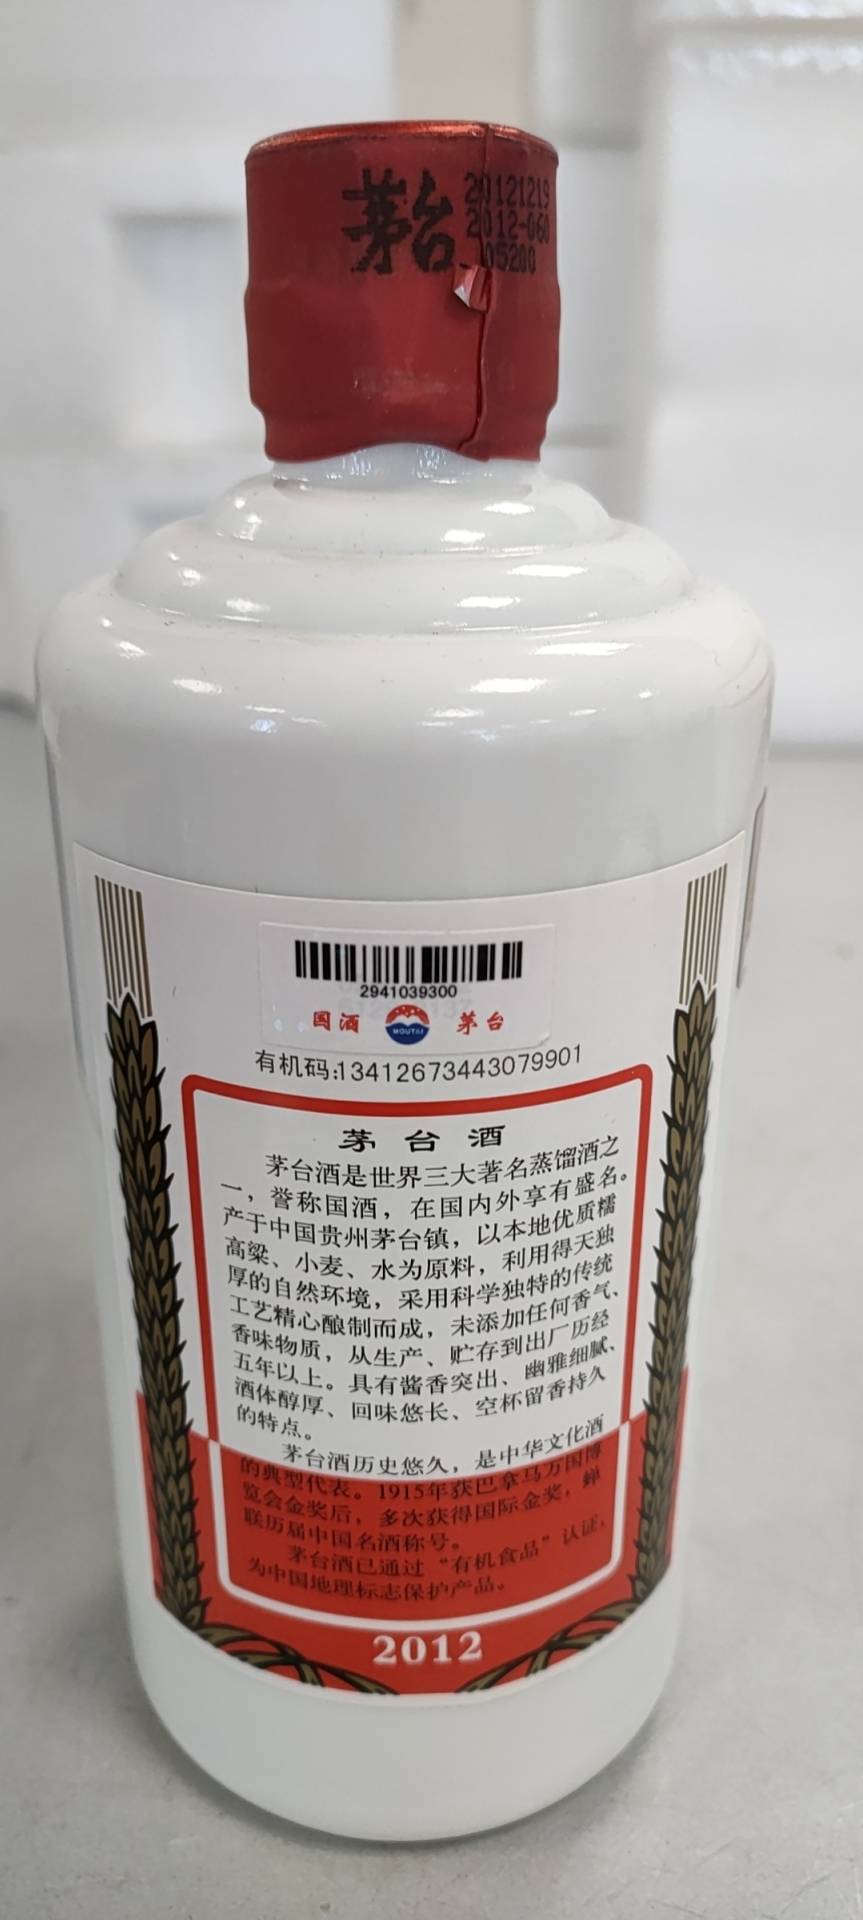 茅台
20121219
2012-060
05200
2941039300
国酒
MOUTAI
茅台
有机码:13412673443079901
茅台酒
茅台酒是世界三大著名蒸馏酒之
一，誉称国酒，在国内外享有盛名。
产于中国贵州茅台镇，以本地优质糯
高粱、小麦、水为原料，利用得天独
厚的自然环境，采用科学独特的传统
工艺精心酿制而成，未添加任何香气、
香味物质，从生产、贮存到出厂历经
五年以上。具有酱香突出、幽雅细腻、
酒体醇厚、回味悠长、空杯留香持久
的特点。
茅台酒历史悠久，是中华文化酒
的典型代表。1915年获巴拿马万国博
览会金奖后，多次获得国际金奖，蝉
联历届中国名酒称号。
茅台酒已通过“有机食品”认证，
为中国地理标志保护产品。
2012